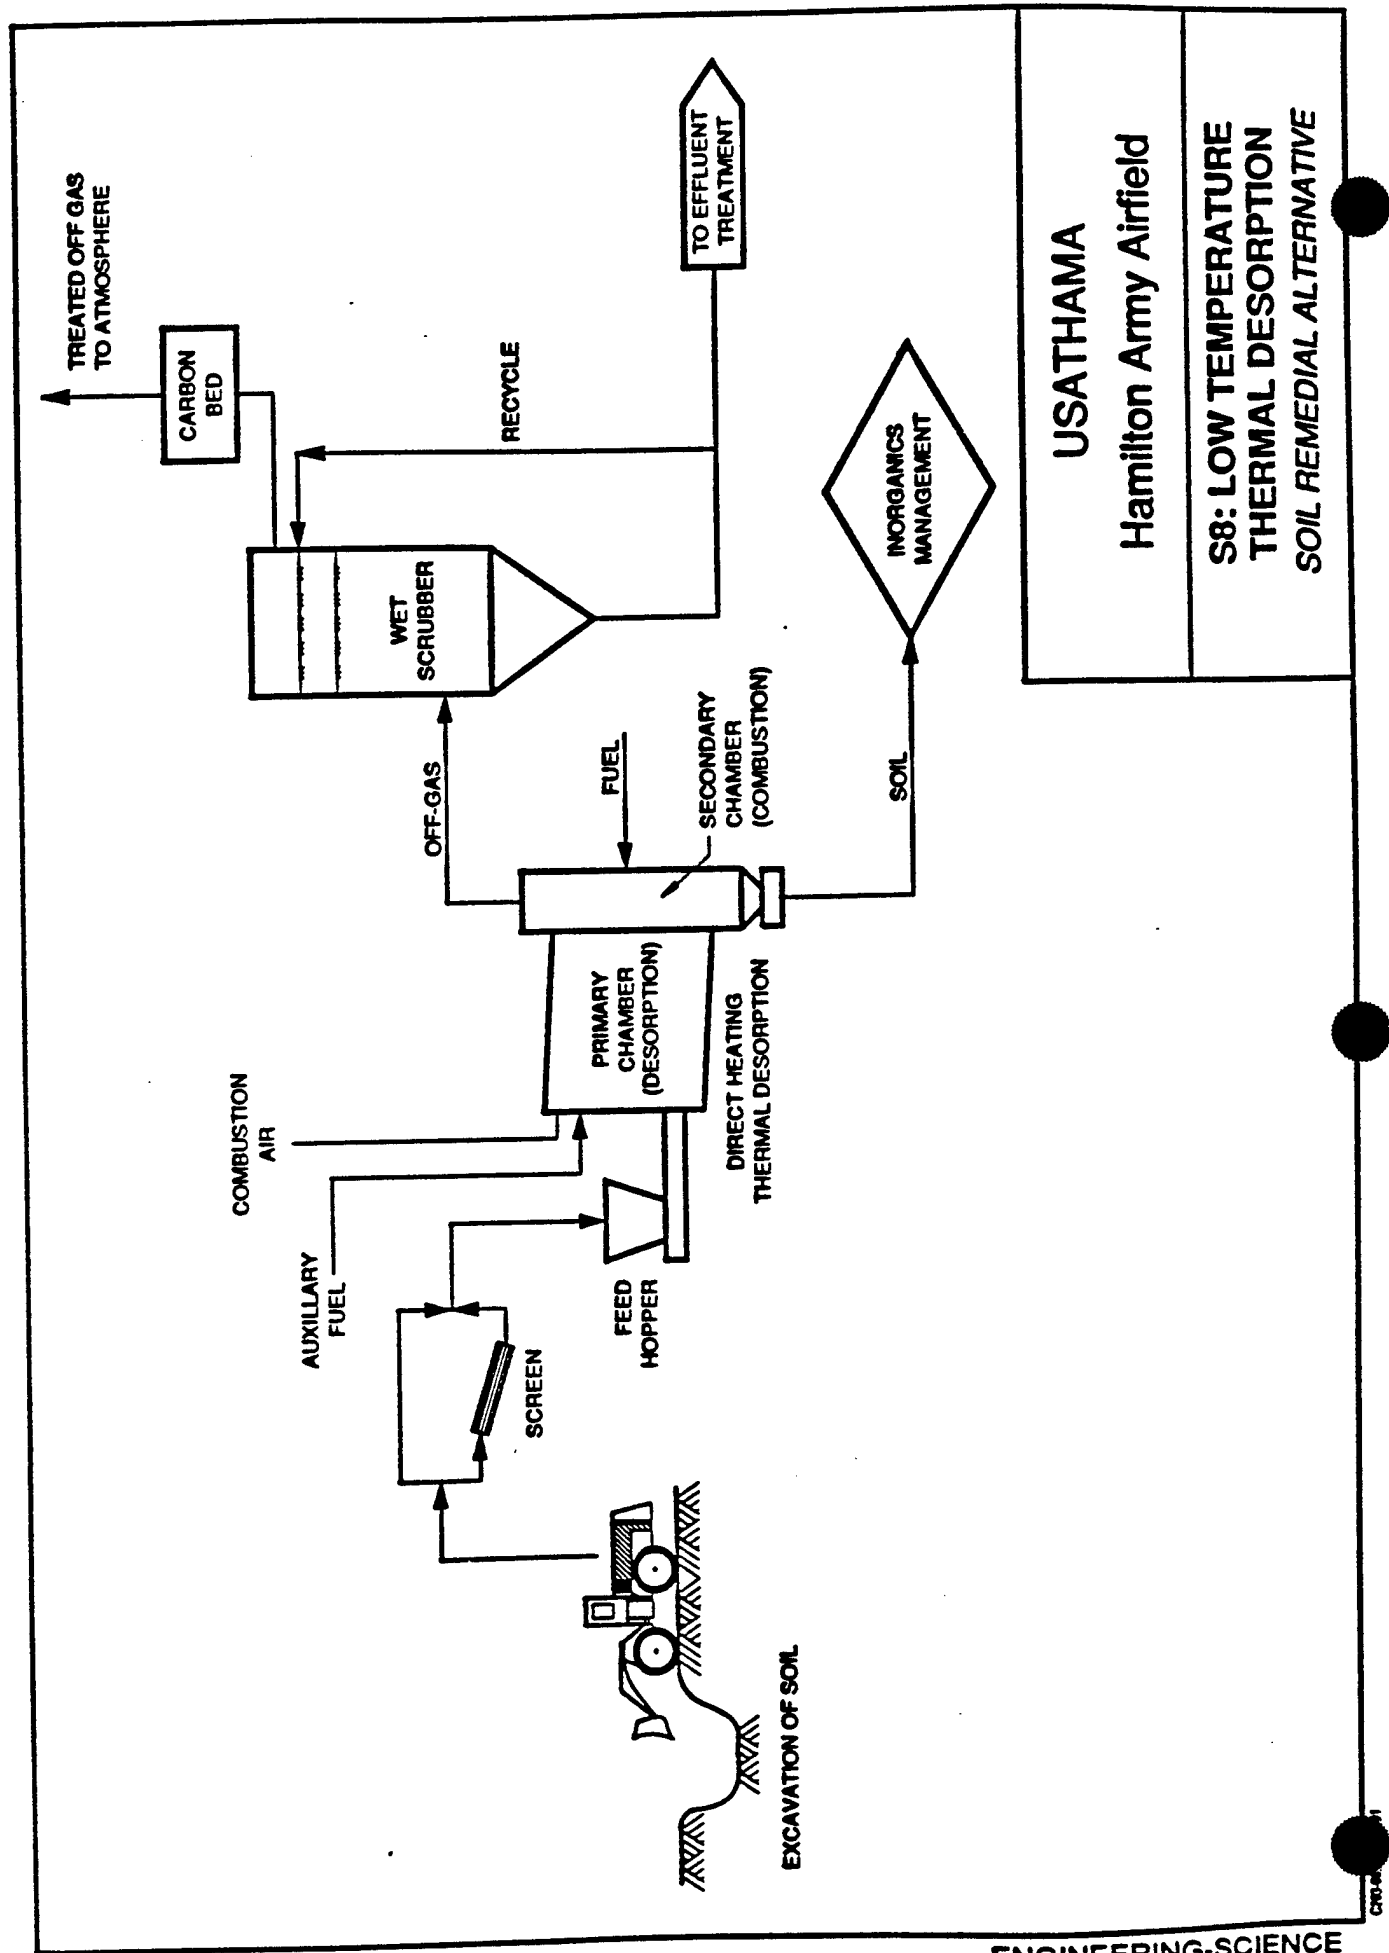 TREATED OFF GAS
TO ATMOSPHERE
CARBON
BED
RECYCLE
TO EFFLUENT
TREATMENT
WET
SCRUBBER
OFF-GAS
FUEL
SECONDARY
CHAMBER
(COMBUSTION)
SOIL
INORGANICS
MANAGEMENT
COMBUSTION
AIR
AUXILLARY
FUEL
PRIMARY
CHAMBER
(DESORPTION)
DIRECT HEATING
THERMAL DESORPTION
FEED
HOPPER
SCREEN
EXCAVATION OF SOIL
USATHAMA
Hamilton Army Airfield
S8: LOW TEMPERATURE
THERMAL DESORPTION
SOIL REMEDIAL ALTERNATIVE
ENGINEERING-SCIENCE